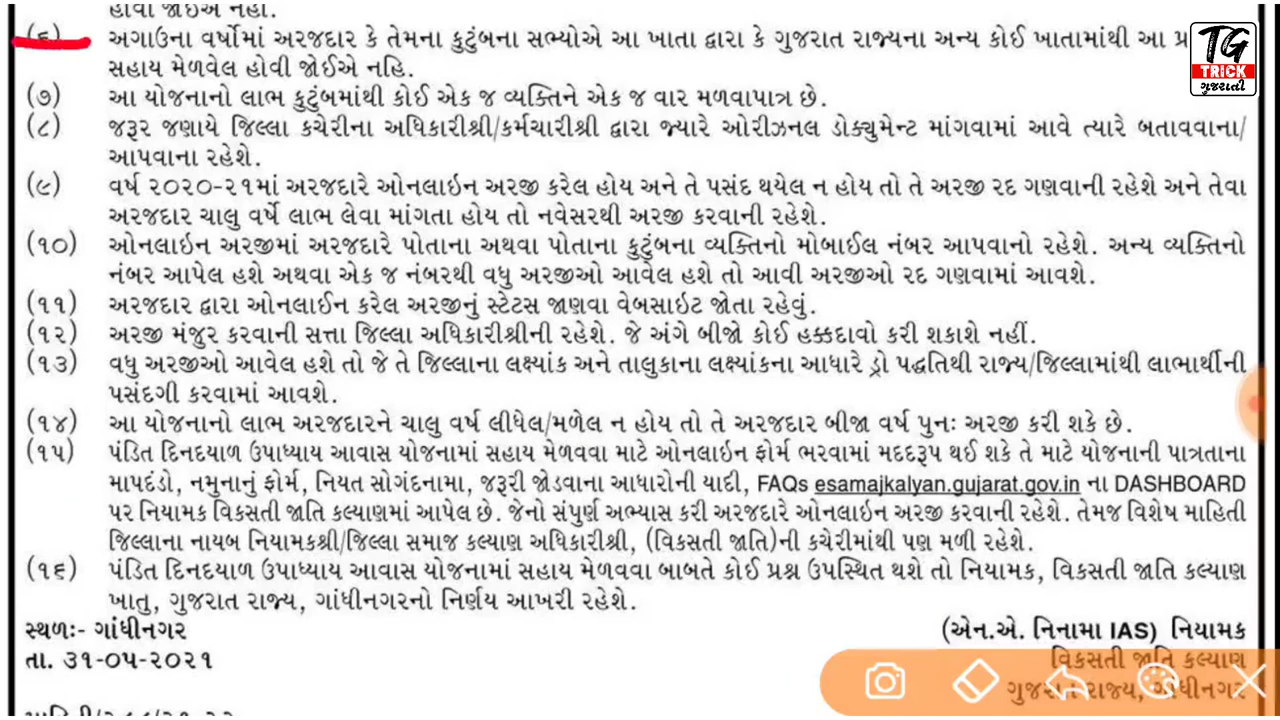 હોવા જોઇએ નહી.
(૬) અગાઉના વર્ષોમાં અરજદાર કે તેમના કુટુંબના સભ્યોએ આ ખાતા દ્વારા કે ગુજરાત રાજ્યના અન્ય કોઈ ખાતામાંથી આ
સહાય મેળવેલ હોવી જોઈએ નહિ.
(૭) આ યોજનાનો લાભ કુટુંબમાંથી કોઈ એક જ વ્યક્તિને એક જ વાર મળવાપાત્ર છે.
(૮) જરૂર જણાયે જિલ્લા કચેરીના અધિકારીશ્રી/કર્મચારીશ્રી દ્વારા જ્યારે ઓરીઝનલ ડોક્યુમેન્ટ માંગવામાં આવે ત્યારે બતાવવાના/
આપવાના રહેશે.
(૯) વર્ષ ૨૦૨૦-૨૧માં અરજદારે ઓનલાઇન અરજી કરેલ હોય અને તે પસંદ થયેલ ન હોય તો તે અરજી રદ ગણવાની રહેશે અને તેવા
અરજદાર ચાલુ વર્ષે લાભ લેવા માંગતા હોય તો નવેસરથી અરજી કરવાની રહેશે.
(૧૦) ઓનલાઇન અરજીમાં અરજદારે પોતાના અથવા પોતાના કુટુંબના વ્યક્તિનો મોબાઈલ નંબર આપવાનો રહેશે. અન્ય વ્યક્તિનો
નંબર આપેલ હશે અથવા એક જ નંબરથી વધુ અરજીઓ આવેલ હશે તો આવી અરજીઓ રદ ગણવામાં આવશે.
(૧૧) અરજદાર દ્વારા ઓનલાઈન કરેલ અરજીનું સ્ટેટસ જાણવા વેબસાઇટ જોતા રહેવું.
(૧૨) અરજી મંજુર કરવાની સત્તા જિલ્લા અધિકારીશ્રીની રહેશે. જે અંગે બીજો કોઈ હક્કદાવો કરી શકાશે નહીં.
(૧૩) વધુ અરજીઓ આવેલ હશે તો જે તે જિલ્લાના લક્ષ્યાંક અને તાલુકાના લક્ષ્યાંકના આધારે ડ્રો પદ્ધતિથી રાજ્ય/જિલ્લામાંથી લાભાર્થીની
પસંદગી કરવામાં આવશે.
(૧૪) આ યોજનાનો લાભ અરજદારને ચાલુ વર્ષ લીધેલ/મળેલ ન હોય તો તે અરજદાર બીજા વર્ષ પુનઃ અરજી કરી શકે છે.
(૧૫) પંડિત દિનદયાળ ઉપાધ્યાય આવાસ યોજનામાં સહાય મેળવવા માટે ઓનલાઇન ફોર્મ ભરવામાં મદદરૂપ થઈ શકે તે માટે યોજનાની પાત્રતાના
માપદંડો, નમુનાનું ફોર્મ, નિયત સોગંદનામા, જરૂરી જોડવાના આધારોની યાદી, FAQs esamajkalyan.gujarat.gov.in ના DASHBOARD
પર નિયામક વિકસતી જાતિ કલ્યાણમાં આપેલ છે. જેનો સંપુર્ણ અભ્યાસ કરી અરજદારે ઓનલાઇન અરજી કરવાની રહેશે. તેમજ વિશેષ માહિતી
જિલ્લાના નાયબ નિયામકશ્રી/જિલ્લા સમાજ કલ્યાણ અધિકારીશ્રી, (વિકસતી જાતિ)ની કચેરીમાંથી પણ મળી રહેશે.
(૧૬) પંડિત દિનદયાળ ઉપાધ્યાય આવાસ યોજનામાં સહાય મેળવવા બાબતે કોઈ પ્રશ્ન ઉપસ્થિત થશે તો નિયામક, વિકસતી જાતિ કલ્યાણ
ખાતુ, ગુજરાત રાજ્ય, ગાંધીનગરનો નિર્ણય આખરી રહેશે.
સ્થળઃ- ગાંધીનગર
(એન.એ. નિનામા IAS) નિયામક
તા. ૩૧-૦૫-૨૦૨૧
વિકસતી જાતિ કલ્યાણ
ગુજરાત રાજ્ય, ગાંધીનગર
TG
TRICK
ગુજરાતી